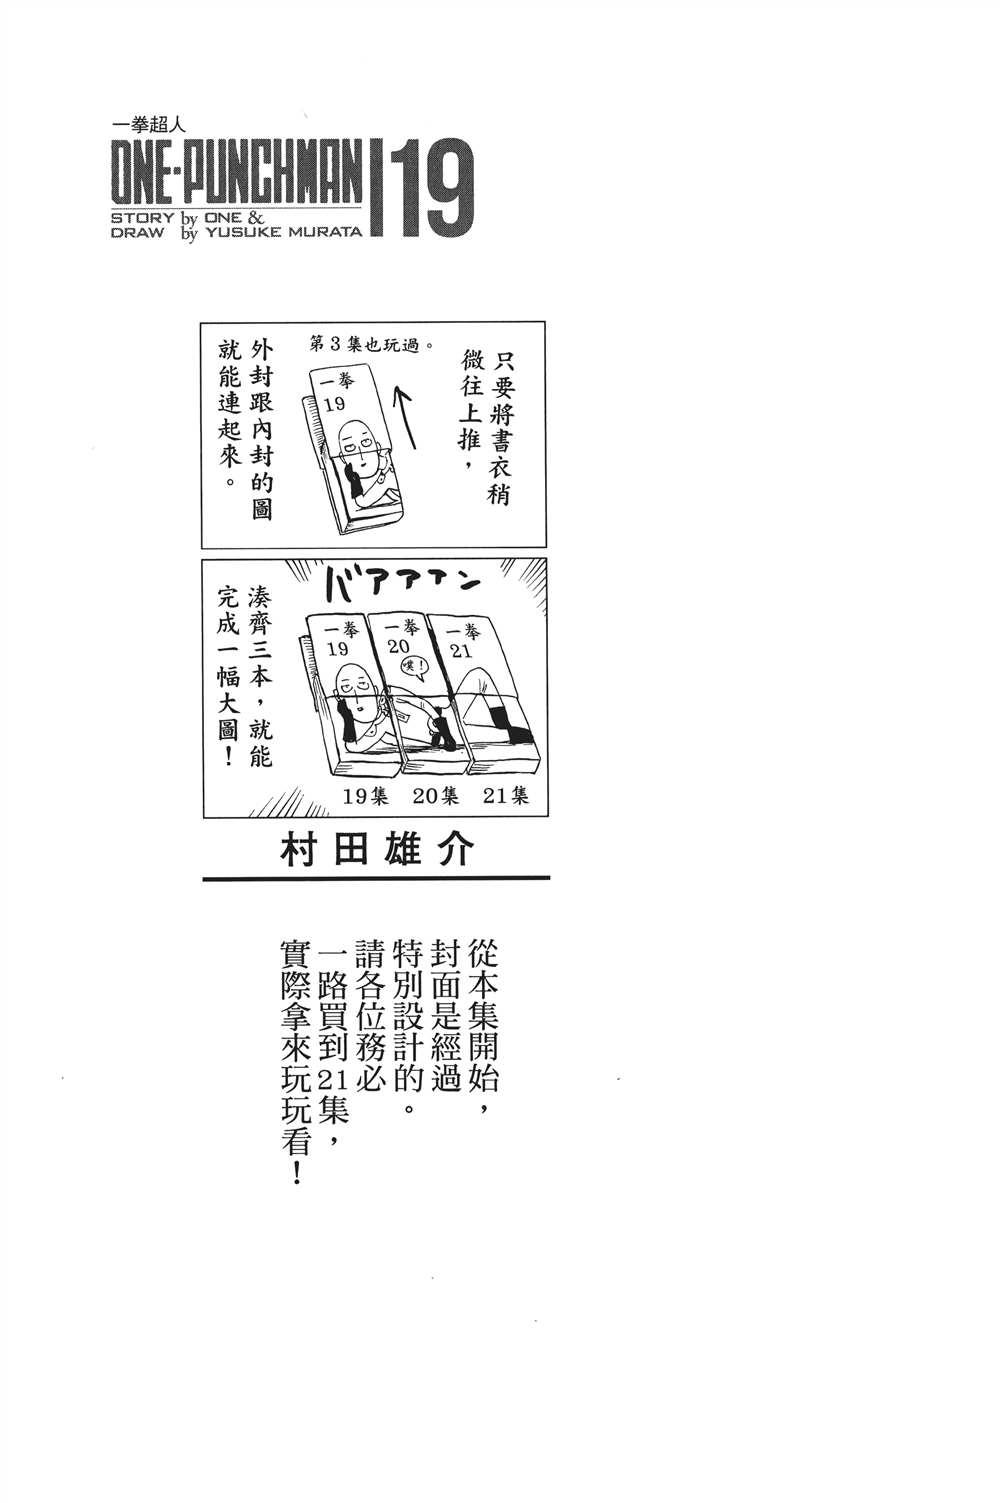 一拳超人
ONE-PUNCHMAN 19
STORY by ONE &
DRAW by YUSUKE MURATA
只要將書衣稍
微往上推，
第3集也玩過。
一拳
19
外封跟內封的圖
就能連起來。
バアアアン
一拳
19
一拳
20
噗！
一拳
21
湊齊三本，就能
完成一幅大圖！
19集 20集 21集
村田雄介
從本集開始，
封面是經過
特別設計的。
請各位務必
一路買到21集，
實際拿來玩玩看！